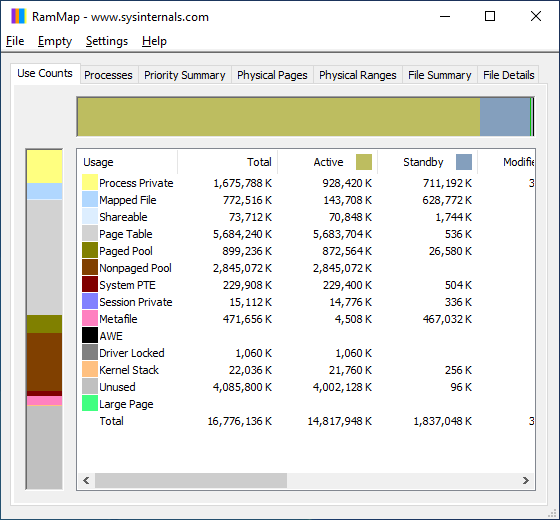 RamMap - www.sysinternals.com
File Empty Settings Help
Use Counts Processes Priority Summary Physical Pages Physical Ranges File Summary File Details
Usage Total Active Standby Modifie
Process Private 1,675,788 K 928,420 K 711,192 K 3
Mapped File 772,516 K 143,708 K 628,772 K
Shareable 73,712 K 70,848 K 1,744 K
Page Table 5,684,240 K 5,683,704 K 536 K
Paged Pool 899,236 K 872,564 K 26,580 K
Nonpaged Pool 2,845,072 K 2,845,072 K
System PTE 229,908 K 229,400 K 504 K
Session Private 15,112 K 14,776 K 336 K
Metafile 471,656 K 4,508 K 467,032 K
AWE
Driver Locked 1,060 K 1,060 K
Kernel Stack 22,036 K 21,760 K 256 K
Unused 4,085,800 K 4,002,128 K 96 K
Large Page
Total 16,776,136 K 14,817,948 K 1,837,048 K 3